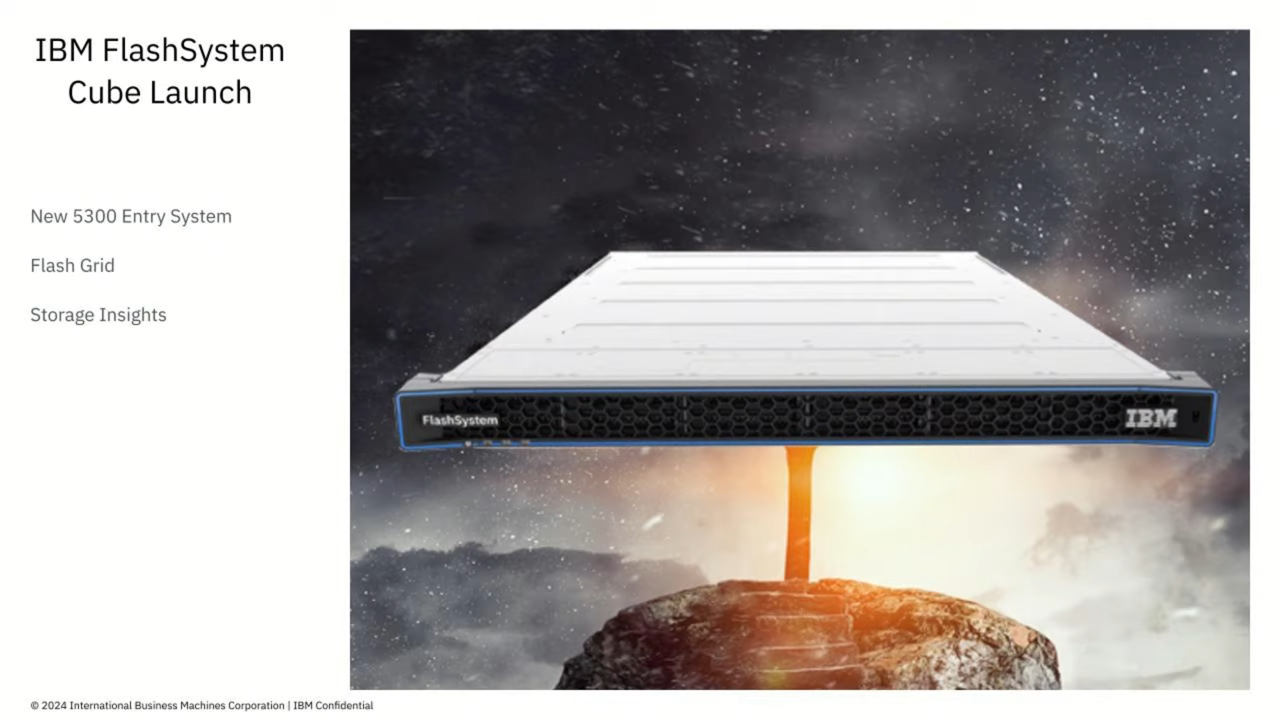 IBM FlashSystem
Cube Launch
New 5300 Entry System
Flash Grid
Storage Insights
FlashSystem
IBM
© 2024 International Business Machines Corporation | IBM Confidential